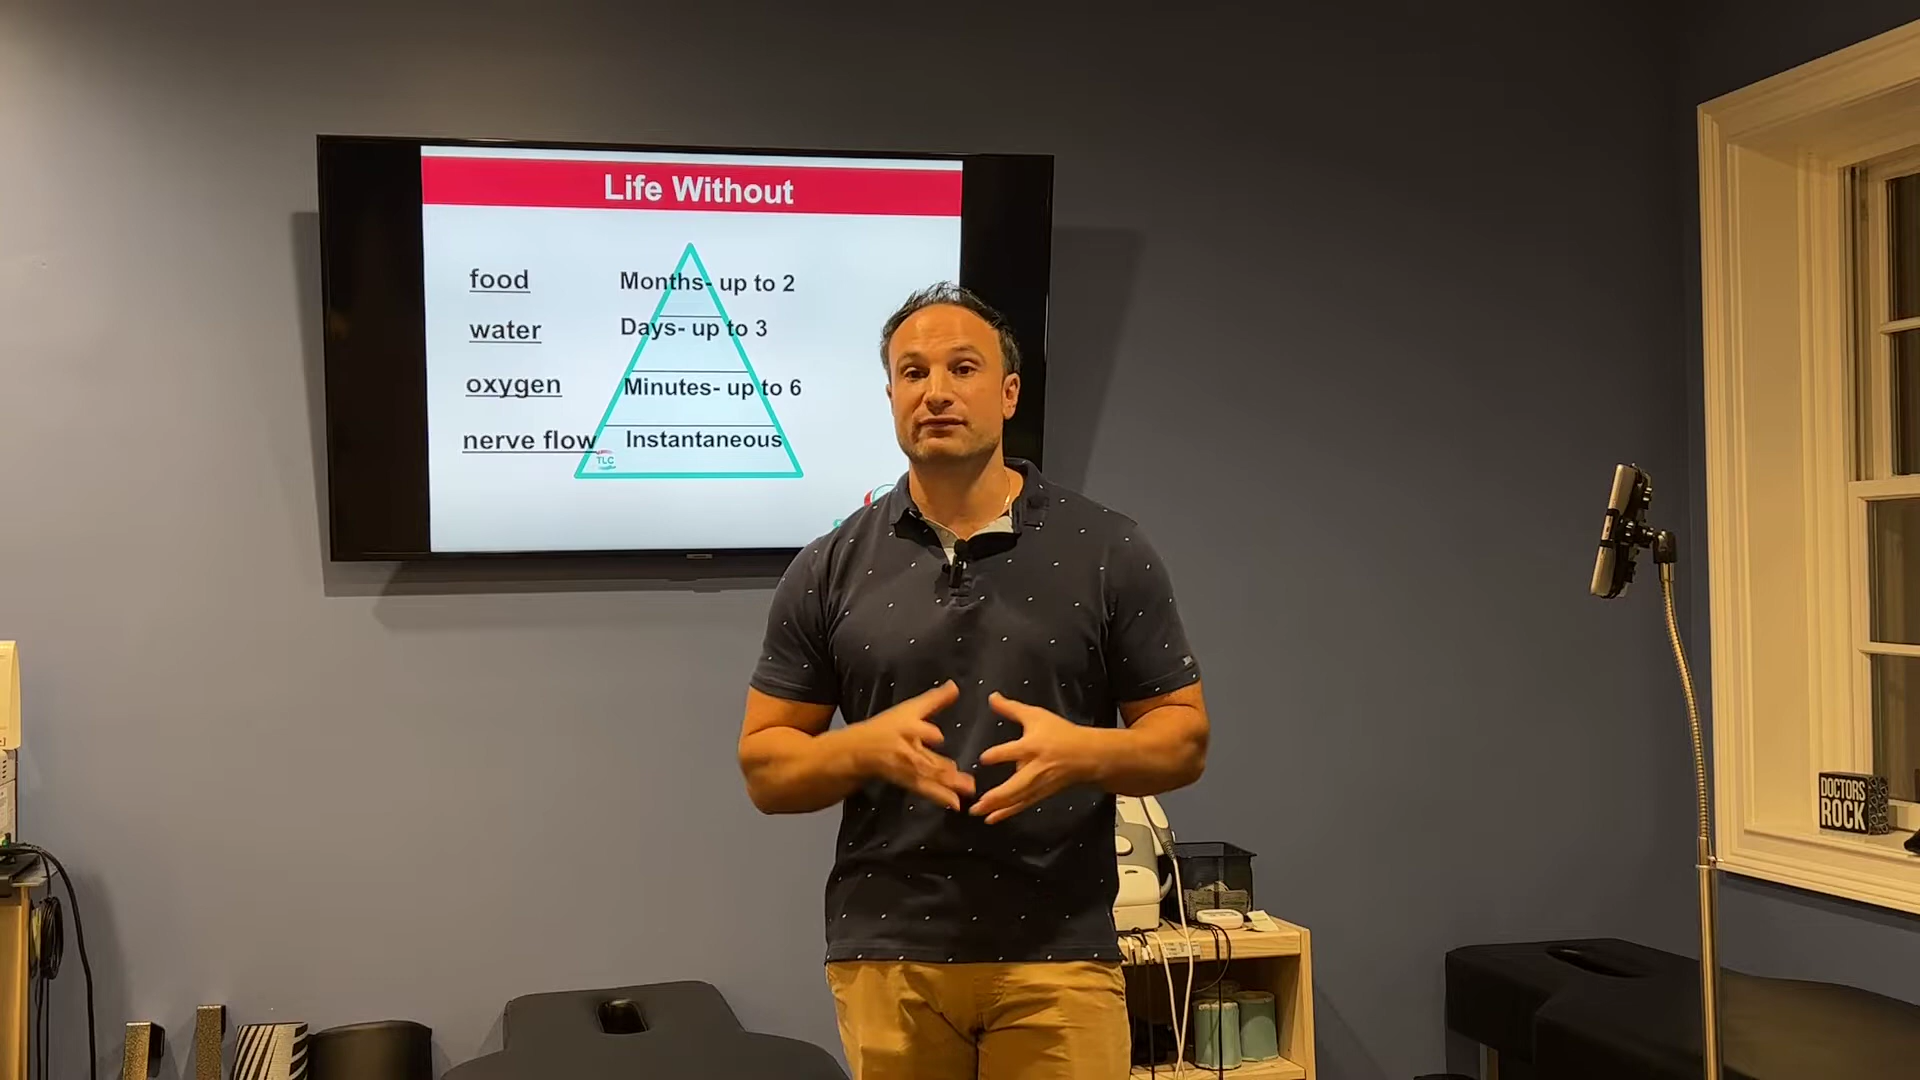 Life Without
food Months- up to 2
water Days- up to 3
oxygen Minutes- up to 6
nerve flow Instantaneous
TLC
DOCTORS
ROCK